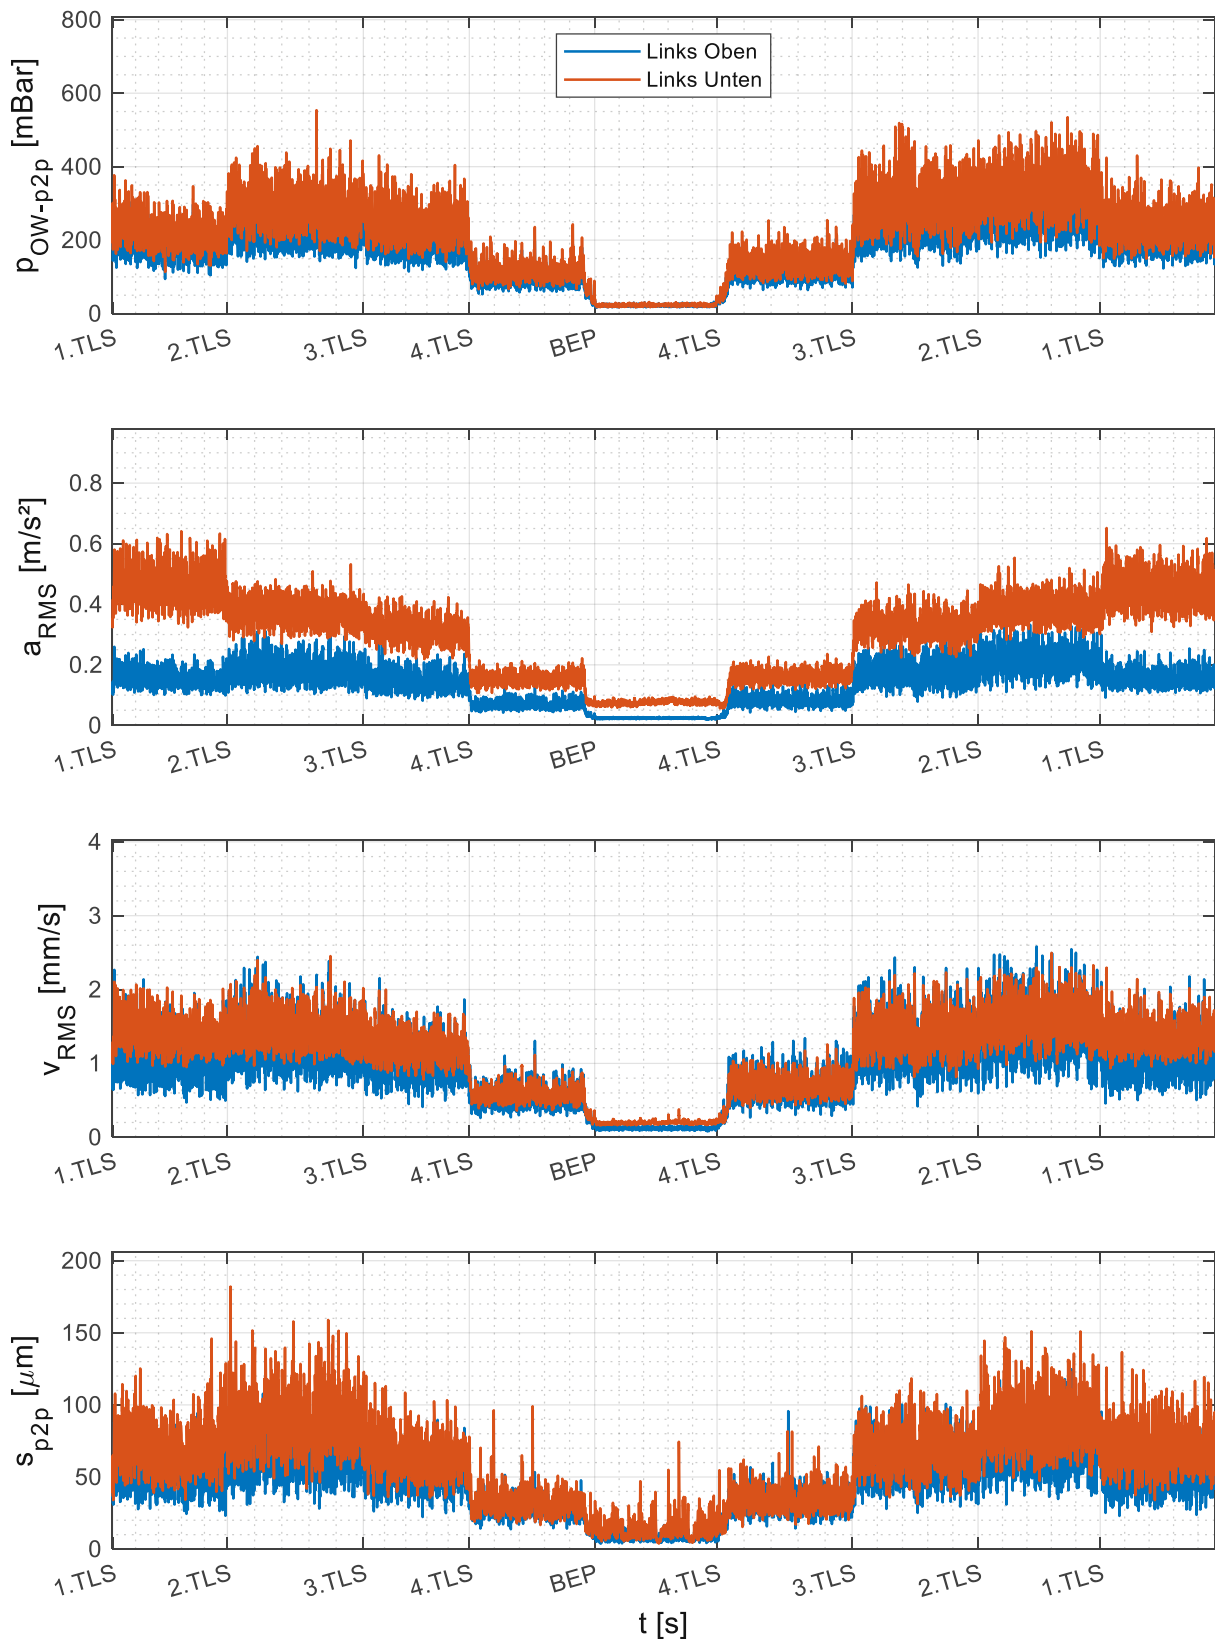 800
600
400
200
0
p_OW-p2p [mBar]
Links Oben
Links Unten
1.TLS 2.TLS 3.TLS 4.TLS BEP 4.TLS 3.TLS 2.TLS 1.TLS
0.8
0.6
0.4
0.2
0
a_RMS [m/s²]
1.TLS 2.TLS 3.TLS 4.TLS BEP 4.TLS 3.TLS 2.TLS 1.TLS
4
3
2
1
0
v_RMS [mm/s]
1.TLS 2.TLS 3.TLS 4.TLS BEP 4.TLS 3.TLS 2.TLS 1.TLS
200
150
100
50
0
s_p2p [μm]
1.TLS 2.TLS 3.TLS 4.TLS BEP 4.TLS 3.TLS 2.TLS 1.TLS
t [s]